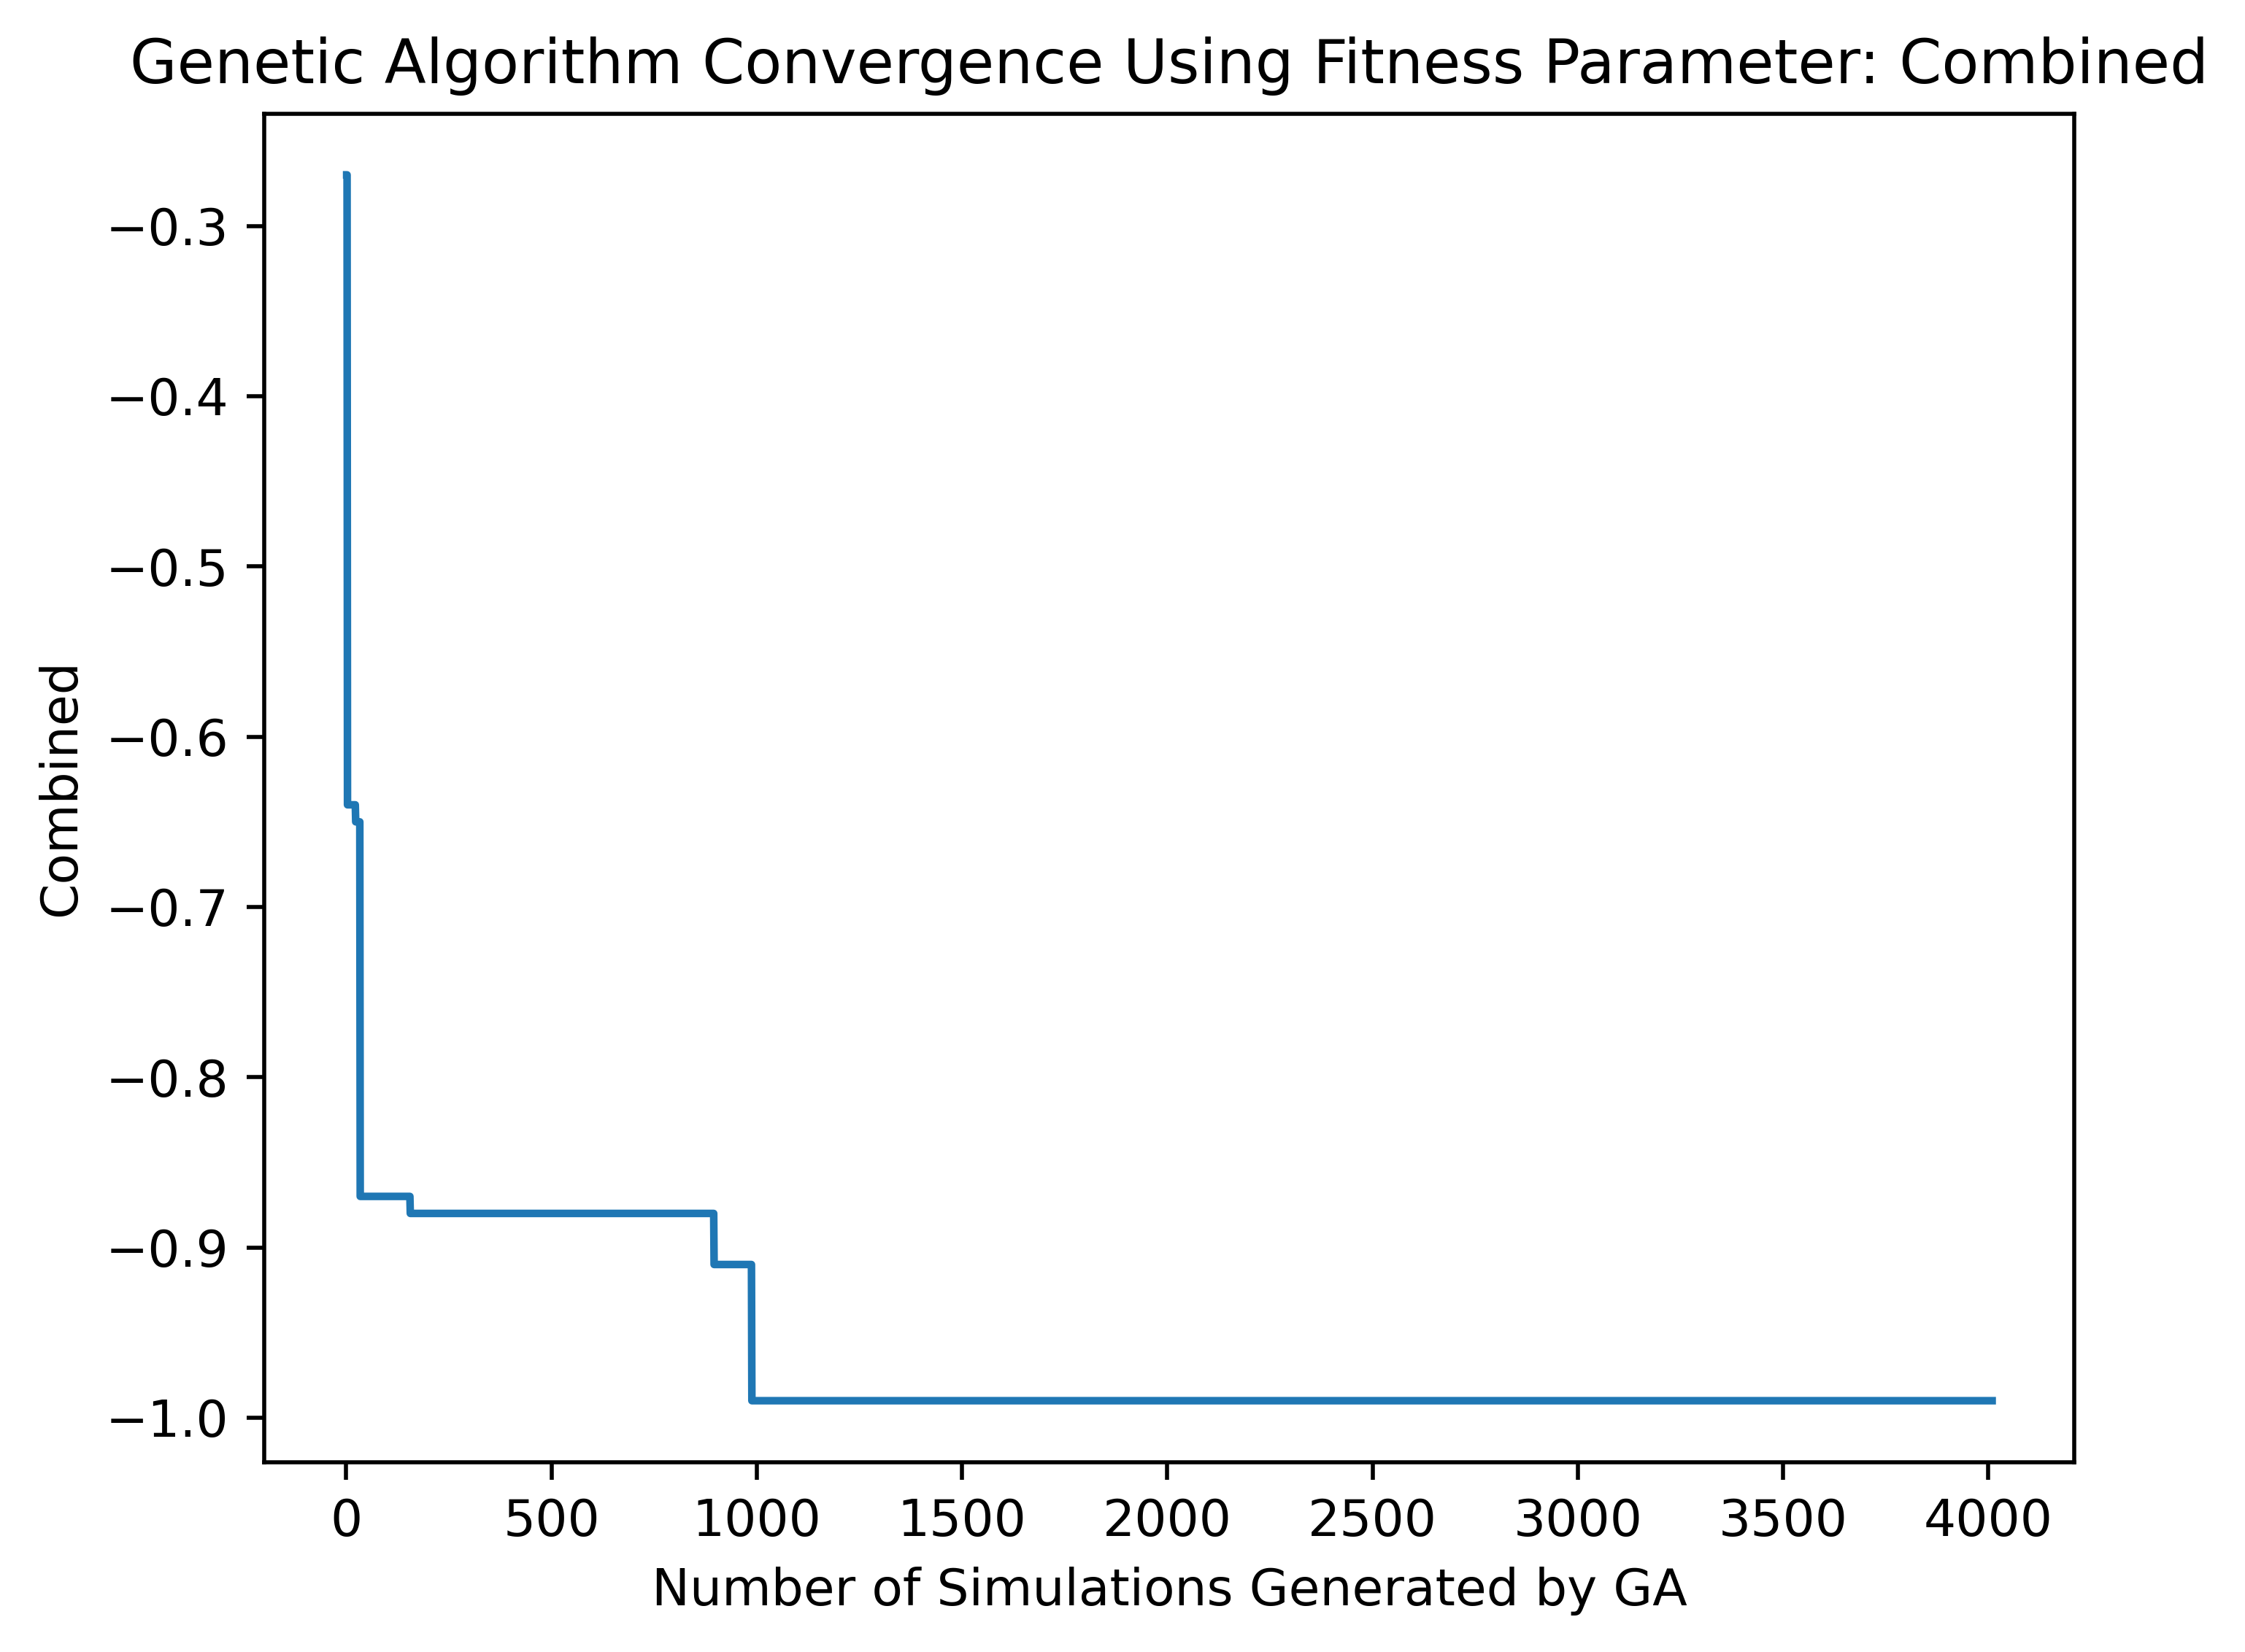 Genetic Algorithm Convergence Using Fitness Parameter: Combined
−0.3
−0.4
−0.5
−0.6
−0.7
−0.8
−0.9
−1.0
Combined
0 500 1000 1500 2000 2500 3000 3500 4000
Number of Simulations Generated by GA